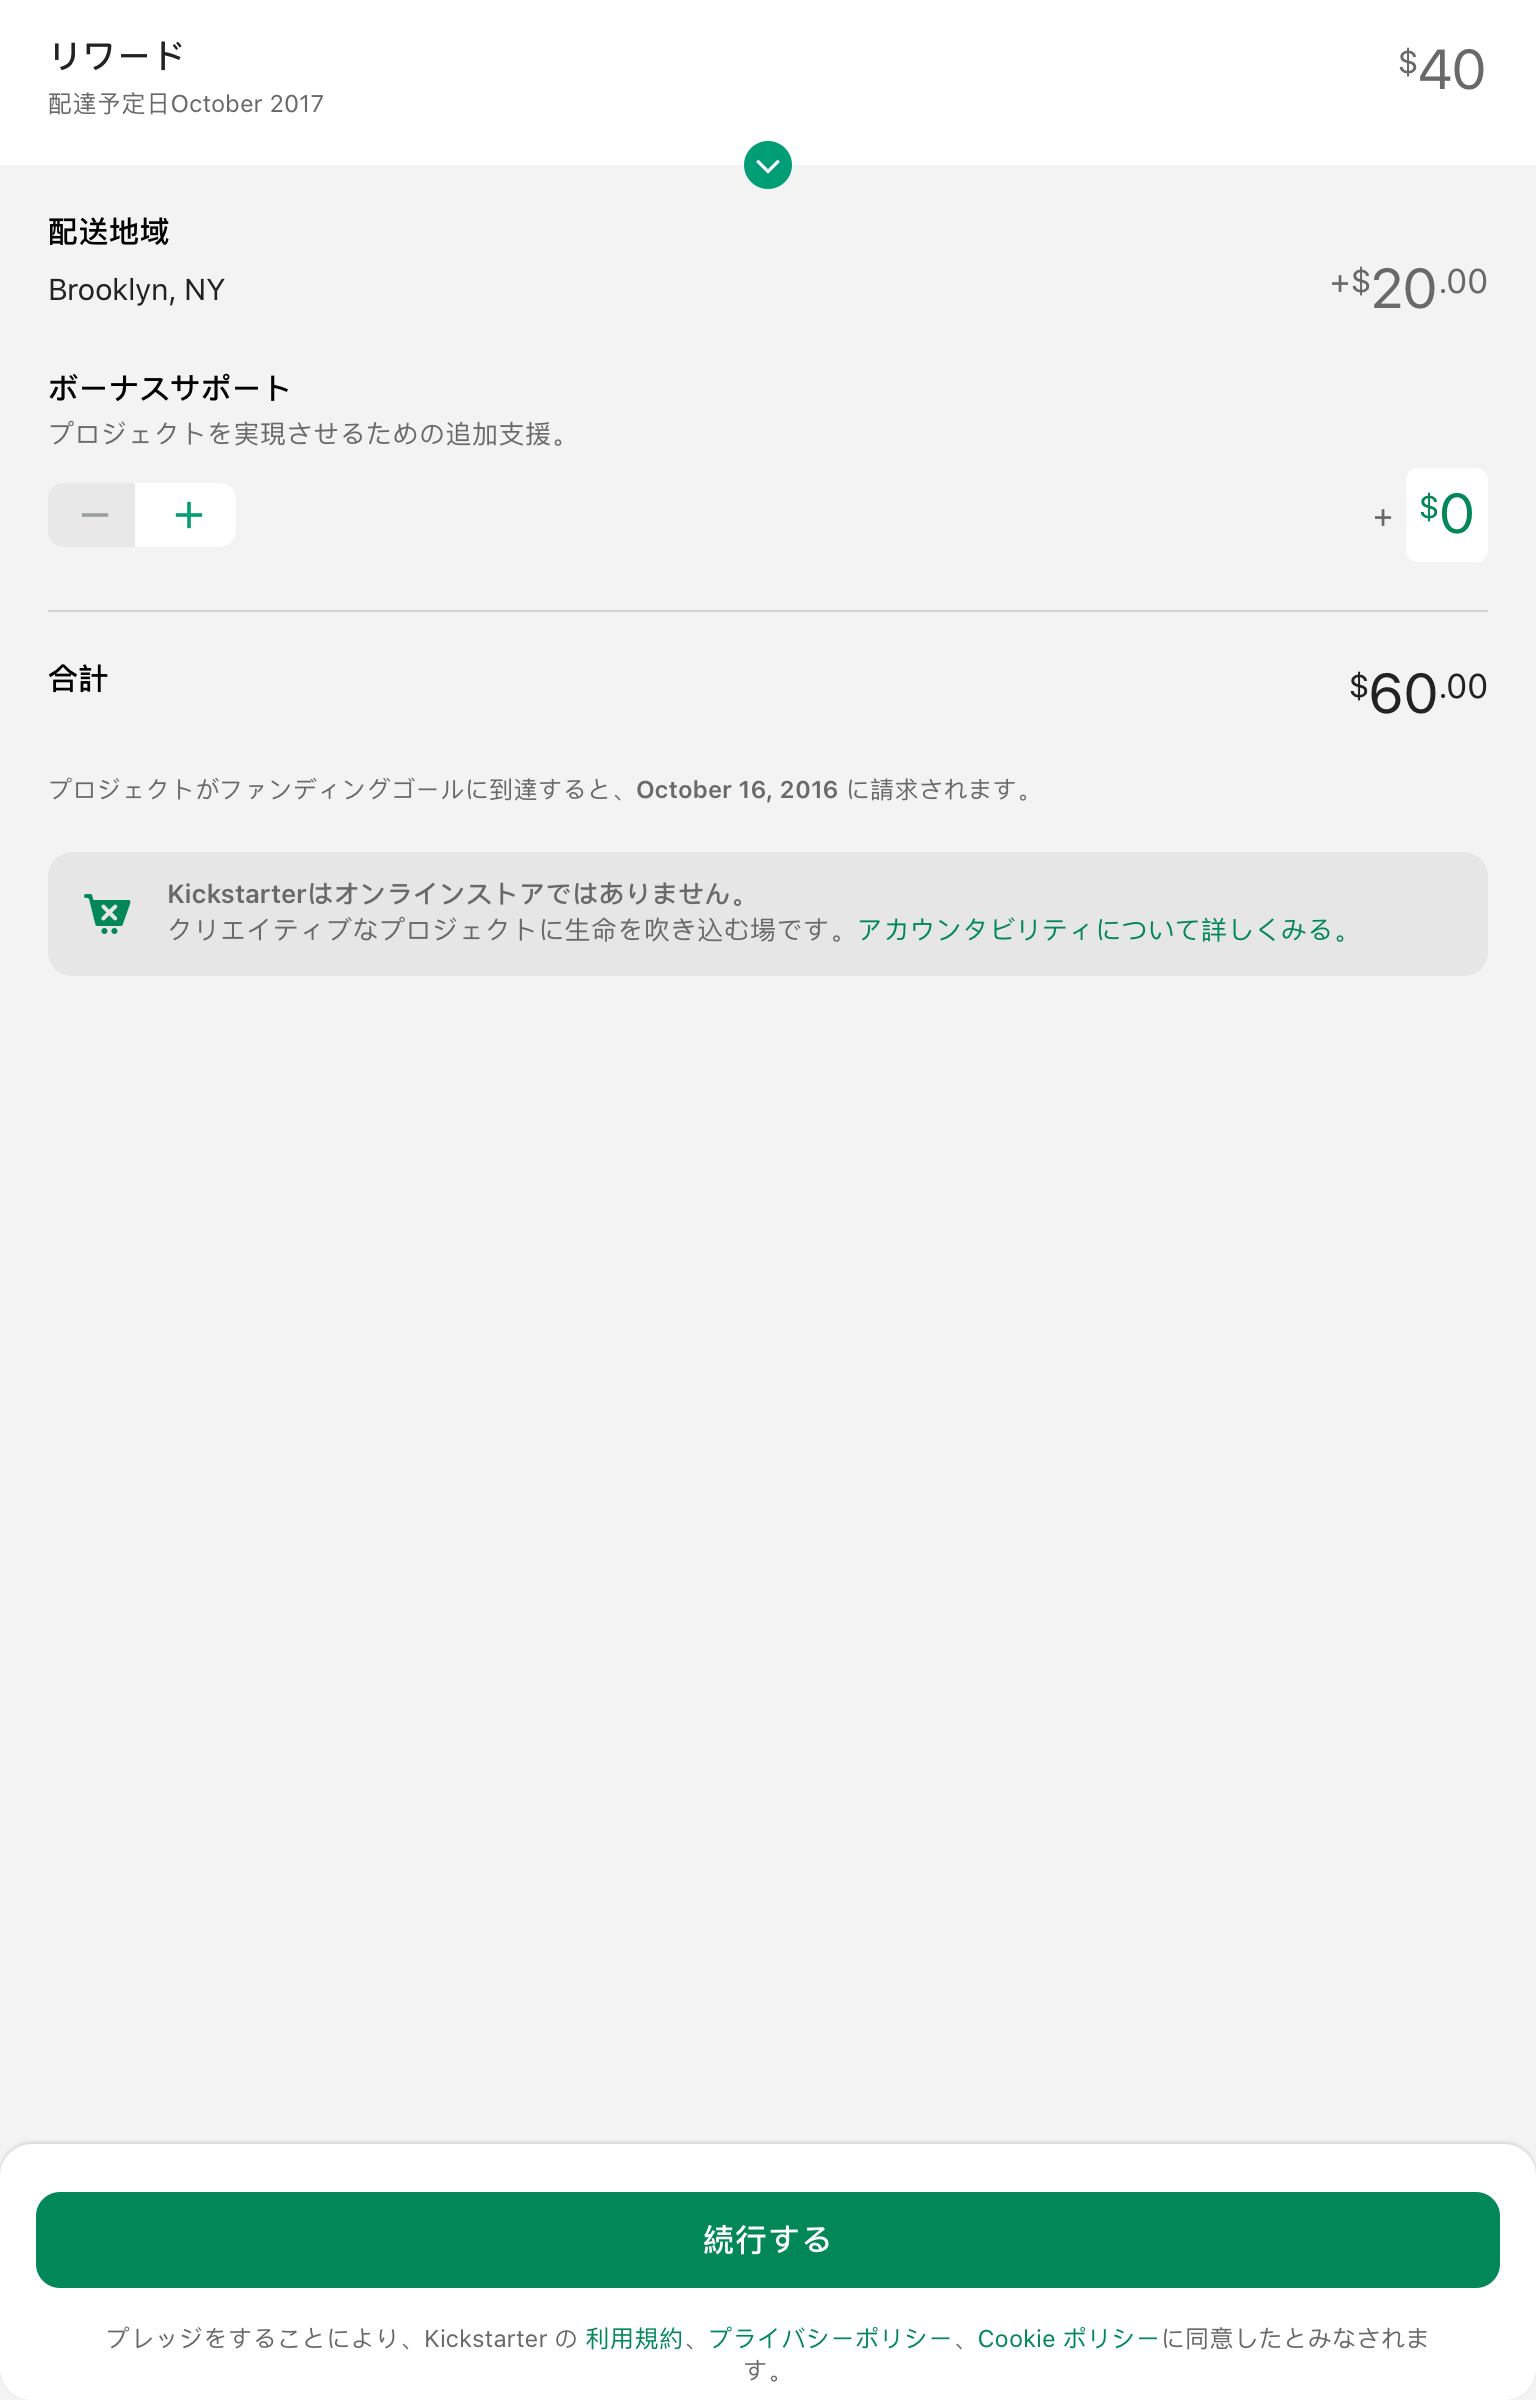 リワード
$40
配達予定日October 2017
配送地域
Brooklyn, NY
+$20.00
ボーナスサポート
プロジェクトを実現させるための追加支援。
− +
+ $0
合計
$60.00
プロジェクトがファンディングゴールに到達すると、October 16, 2016 に請求されます。
Kickstarterはオンラインストアではありません。
クリエイティブなプロジェクトに生命を吹き込む場です。アカウンタビリティについて詳しくみる。
続行する
プレッジをすることにより、Kickstarter の 利用規約、プライバシーポリシー、Cookie ポリシーに同意したとみなされま
す。